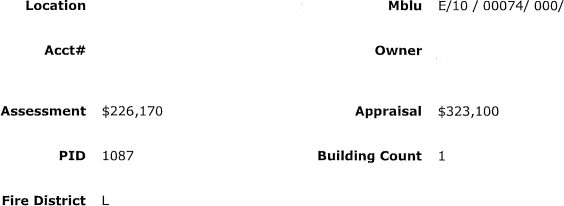 Location Mblu E/10 / 00074/ 000/
Acct# Owner
Assessment $226,170 Appraisal $323,100
PID 1087 Building Count 1
Fire District L